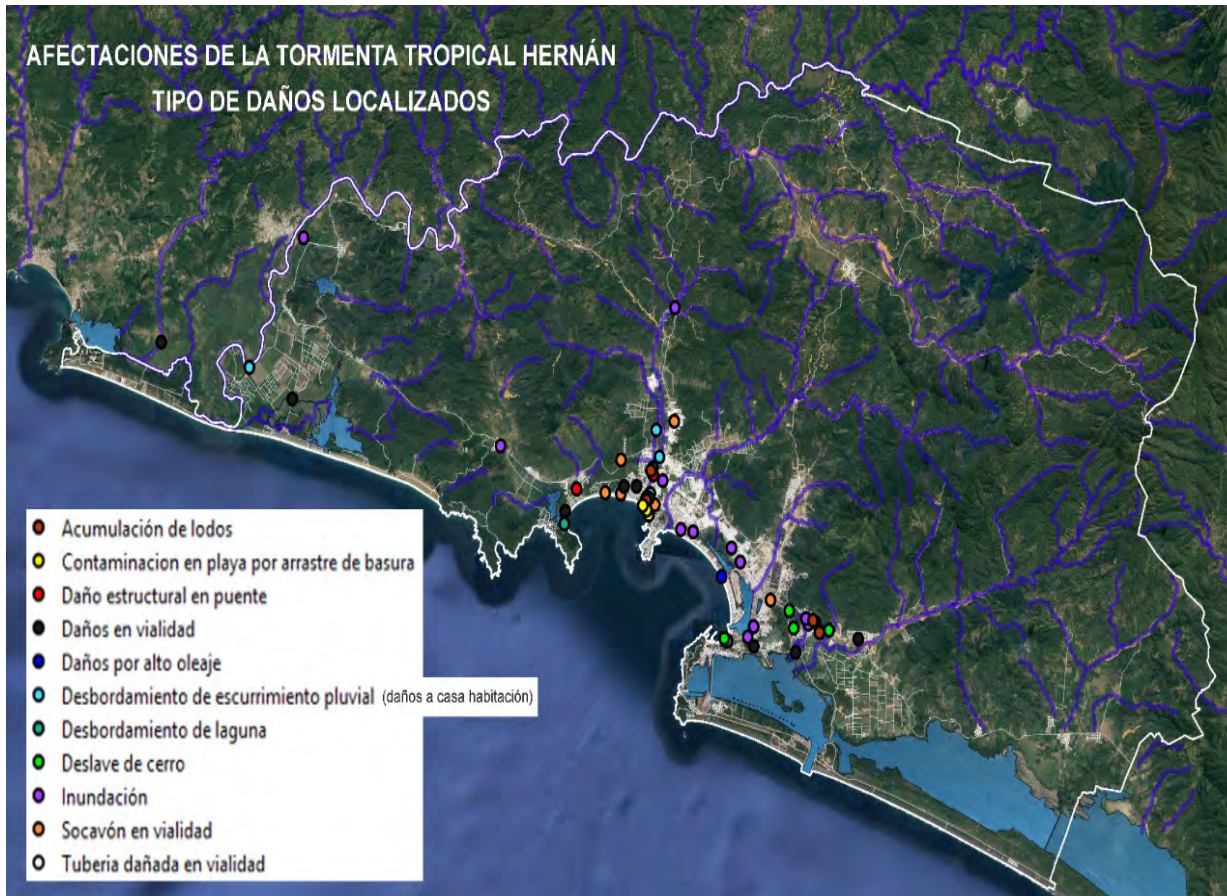 AFECTACIONES DE LA TORMENTA TROPICAL HERNÁN
TIPO DE DAÑOS LOCALIZADOS
Acumulación de lodos
Contaminacion en playa por arrastre de basura
Daño estructural en puente
Daños en vialidad
Daños por alto oleaje
Desbordamiento de escurrimiento pluvial (daños a casa habitación)
Desbordamiento de laguna
Deslave de cerro
Inundación
Socavón en vialidad
Tuberia dañada en vialidad